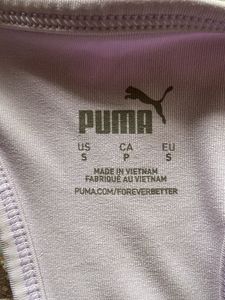 PUMA
US CA EU
S P S
MADE IN VIETNAM
FABRIQUÉ AU VIETNAM
PUMA.COM/FOREVERBETTER